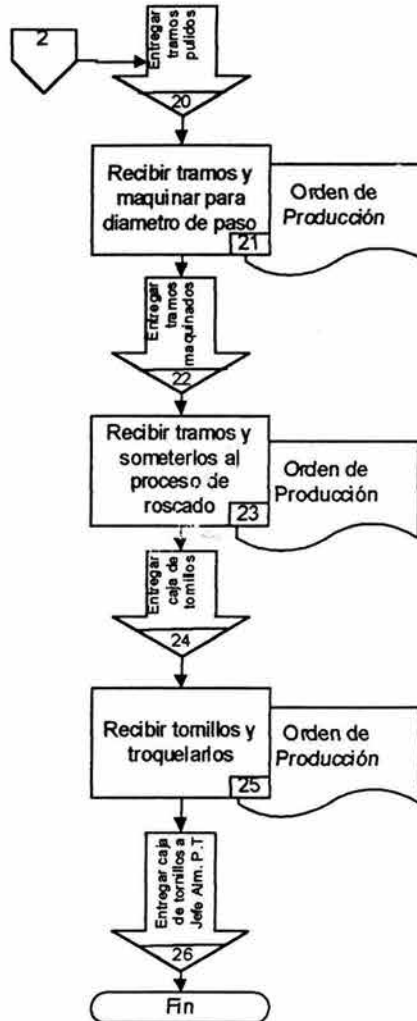 2
Entregar
tramos
pulidos
20
Recibir tramos y
maquinar para
diametro de paso
21
Orden de
Producción
Entregar
tramos
maquinados
22
Recibir tramos y
someterlos al
proceso de
roscado
23
Orden de
Producción
Entregar
caja de
tornillos
24
Recibir tornillos y
troquelarlos
25
Orden de
Producción
Entregar caja
de tornillos a
Jefe Alm. P.T
26
Fin